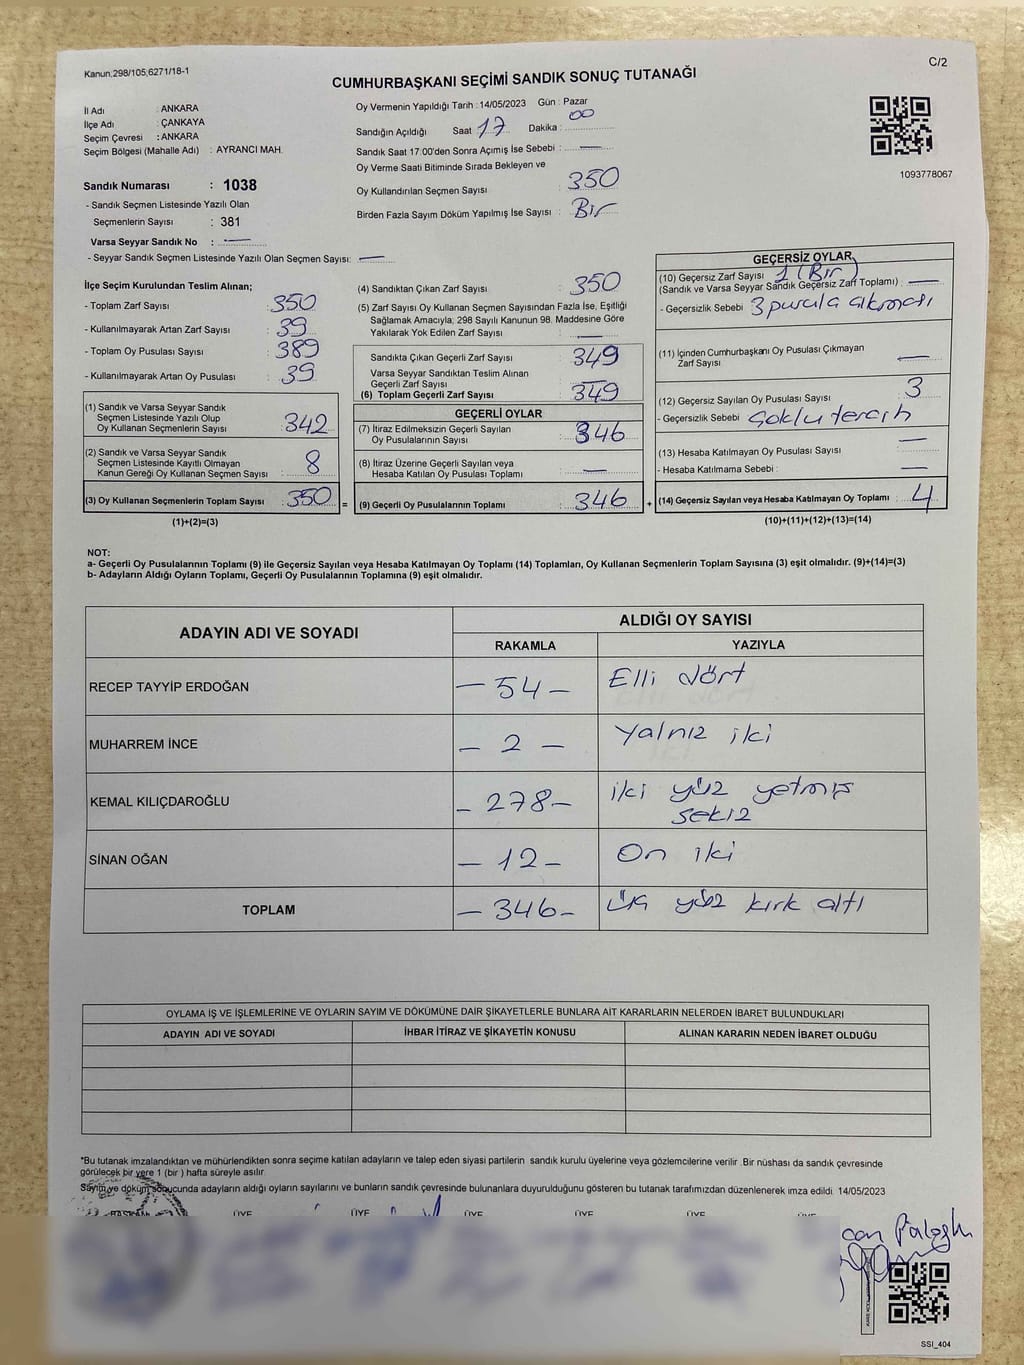 Kanun:298/105,6271/18-1
C/2
CUMHURBAŞKANI SEÇİMİ SANDIK SONUÇ TUTANAĞI
İl Adı : ANKARA
İlçe Adı : ÇANKAYA
Seçim Çevresi : ANKARA
Seçim Bölgesi (Mahalle Adı) : AYRANCI MAH.
Sandık Numarası : 1038
- Sandık Seçmen Listesinde Yazılı Olan
Seçmenlerin Sayısı : 381
Varsa Seyyar Sandık No : —
- Seyyar Sandık Seçmen Listesinde Yazılı Olan Seçmen Sayısı: —
Oy Vermenin Yapıldığı Tarih : 14/05/2023 Gün : Pazar
Sandığın Açıldığı Saat 17 Dakika : 00
Sandık Saat 17:00'den Sonra Açımış İse Sebebi : —
Oy Verme Saati Bitiminde Sırada Bekleyen ve
Oy Kullandırılan Seçmen Sayısı : 350
Birden Fazla Sayım Döküm Yapılmış İse Sayısı : Bir
1093778067
İlçe Seçim Kurulundan Teslim Alınan;
- Toplam Zarf Sayısı : 350
- Kullanılmayarak Artan Zarf Sayısı : 39
- Toplam Oy Pusulası Sayısı : 389
- Kullanılmayarak Artan Oy Pusulası : 39
(1) Sandık ve Varsa Seyyar Sandık
Seçmen Listesinde Yazılı Olup
Oy Kullanan Seçmenlerin Sayısı : 342
(2) Sandık ve Varsa Seyyar Sandık
Seçmen Listesinde Kayıtlı Olmayan
Kanun Gereği Oy Kullanan Seçmen Sayısı : 8
(3) Oy Kullanan Seçmenlerin Toplam Sayısı : 350 =
(1)+(2)=(3)
(4) Sandıktan Çıkan Zarf Sayısı : 350
(5) Zarf Sayısı Oy Kullanan Seçmen Sayısından Fazla İse, Eşitliği
Sağlamak Amacıyla; 298 Sayılı Kanunun 98. Maddesine Göre
Yakılarak Yok Edilen Zarf Sayısı : —
Sandıkta Çıkan Geçerli Zarf Sayısı : 349
Varsa Seyyar Sandıktan Teslim Alınan
Geçerli Zarf Sayısı : —
(6) Toplam Geçerli Zarf Sayısı : 349
GEÇERLİ OYLAR
(7) İtiraz Edilmeksizin Geçerli Sayılan
Oy Pusulalarının Sayısı : 346
(8) İtiraz Üzerine Geçerli Sayılan veya
Hesaba Katılan Oy Pusulası Toplamı : —
(9) Geçerli Oy Pusulalarının Toplamı : 346 +
GEÇERSİZ OYLAR
(10) Geçersiz Zarf Sayısı 1 (Bir)
(Sandık ve Varsa Seyyar Sandık Geçersiz Zarf Toplamı) : —
- Geçersizlik Sebebi : 3 pusula çıkması
(11) İçinden Cumhurbaşkanı Oy Pusulası Çıkmayan
Zarf Sayısı : —
(12) Geçersiz Sayılan Oy Pusulası Sayısı : 3
- Geçersizlik Sebebi : Çoklu tercih
(13) Hesaba Katılmayan Oy Pusulası Sayısı : —
- Hesaba Katılmama Sebebi : —
(14) Geçersiz Sayılan veya Hesaba Katılmayan Oy Toplamı : 4
(10)+(11)+(12)+(13)=(14)
NOT:
a- Geçerli Oy Pusulalarının Toplamı (9) ile Geçersiz Sayılan veya Hesaba Katılmayan Oy Toplamı (14) Toplamları, Oy Kullanan Seçmenlerin Toplam Sayısına (3) eşit olmalıdır. (9)+(14)=(3)
b- Adayların Aldığı Oyların Toplamı, Geçerli Oy Pusulalarının Toplamına (9) eşit olmalıdır.
ADAYIN ADI VE SOYADI
ALDIĞI OY SAYISI
RAKAMLA YAZIYLA
RECEP TAYYİP ERDOĞAN — 54 — Elli dört
MUHARREM İNCE — 2 — Yalnız iki
KEMAL KILIÇDAROĞLU — 278 — iki yüz yetmiş
sekiz
SİNAN OĞAN — 12 — On iki
TOPLAM — 346 — üç yüz kırk altı
OYLAMA İŞ VE İŞLEMLERİNE VE OYLARIN SAYIM VE DÖKÜMÜNE DAİR ŞİKAYETLERLE BUNLARA AİT KARARLARIN NELERDEN İBARET BULUNDUKLARI
ADAYIN ADI VE SOYADI İHBAR İTİRAZ VE ŞİKAYETİN KONUSU ALINAN KARARIN NEDEN İBARET OLDUĞU
*Bu tutanak imzalandıktan ve mühürlendikten sonra seçime katılan adayların ve talep eden siyasi partilerin sandık kurulu üyelerine veya gözlemcilerine verilir. Bir nüshası da sandık çevresinde
görülecek bir yere 1 (bir) hafta süreyle asılır.
Sayım ve döküm sonucunda adayların aldığı oyların sayılarını ve bunların sandık çevresinde bulunanlara duyurulduğunu gösteren bu tutanak tarafımızdan düzenlenerek imza edildi. 14/05/2023
BAŞKAN ÜYE ÜYE ÜYE ÜYE ÜYE
SSI_404